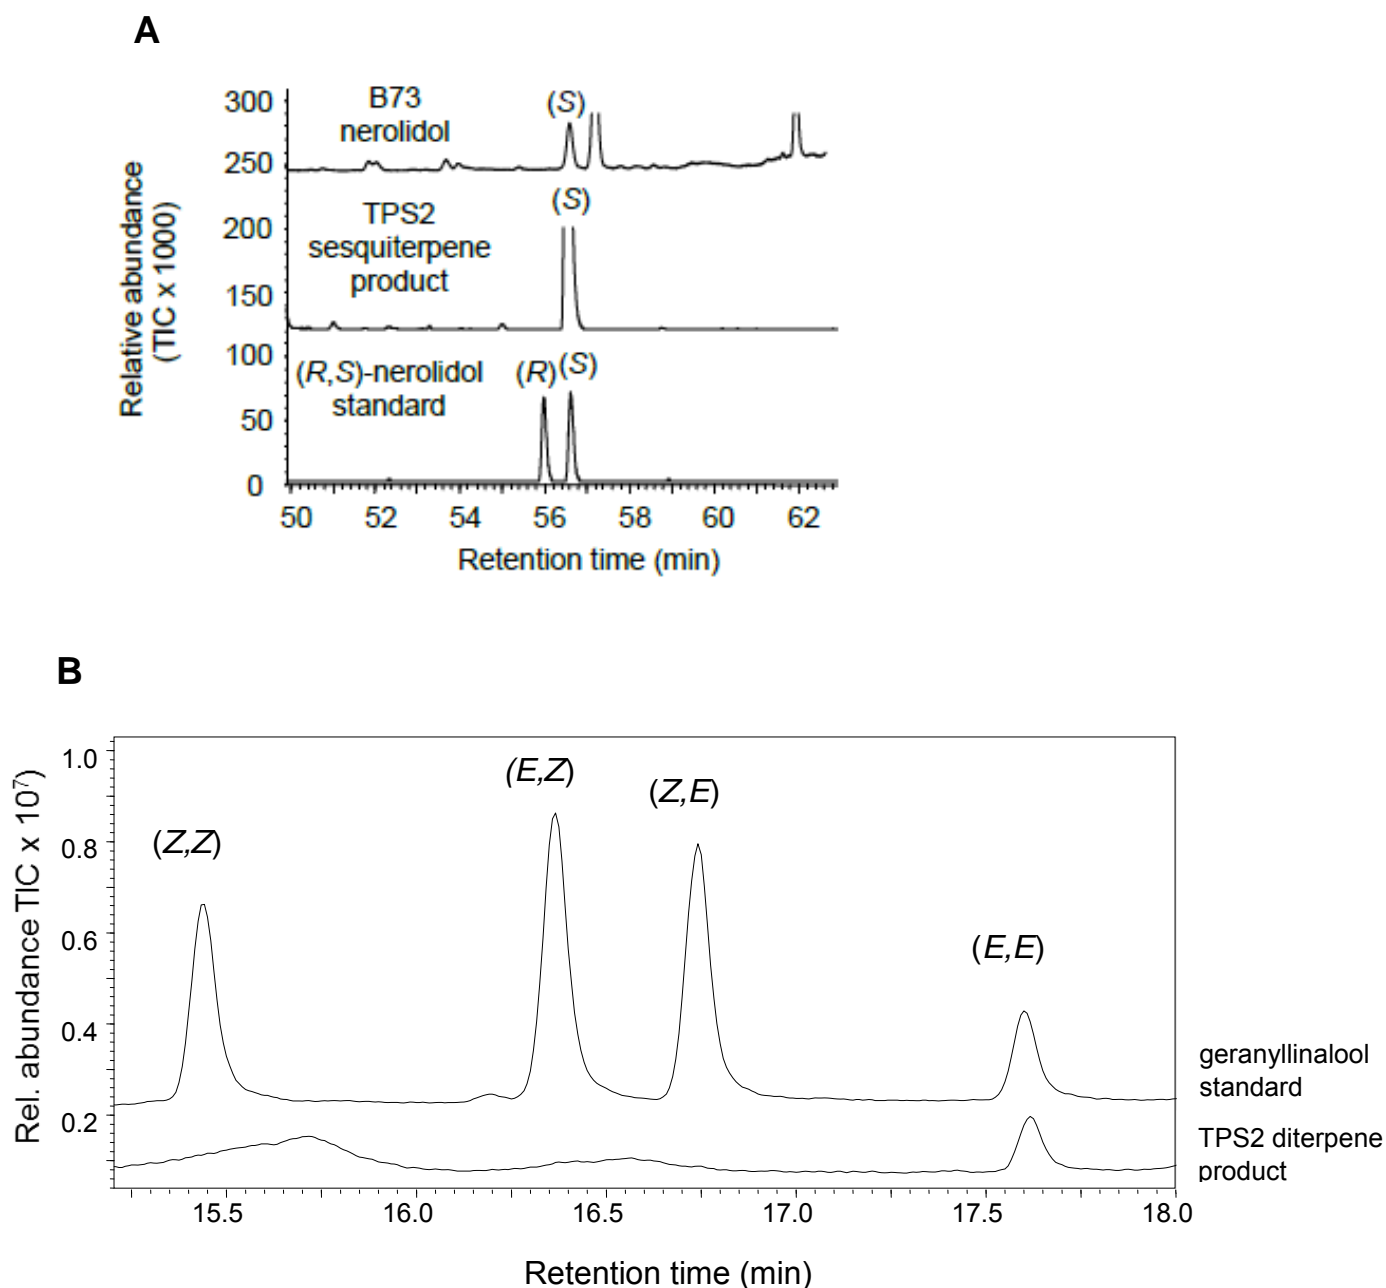 A
300
250
200
150
100
50
0
Relative abundance
(TIC x 1000)
B73
nerolidol
(S)
TPS2
sesquiterpene
product
(S)
(R,S)-nerolidol
standard
(R)
(S)
50 52 54 56 58 60 62
Retention time (min)
B
1.0
0.8
0.6
0.4
0.2
Rel. abundance TIC x 10⁷
(Z,Z)
(E,Z)
(Z,E)
(E,E)
geranyllinalool
standard
TPS2 diterpene
product
15.5 16.0 16.5 17.0 17.5 18.0
Retention time (min)